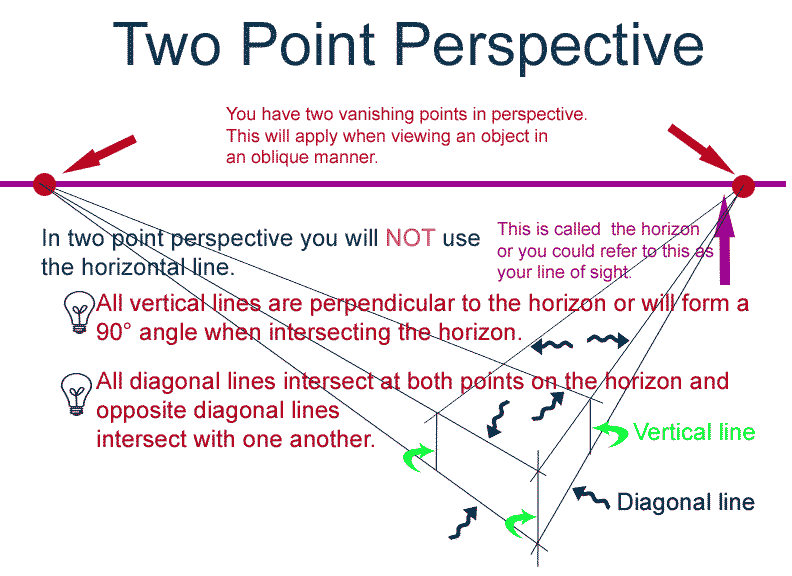 Two Point Perspective
You have two vanishing points in perspective.
This will apply when viewing an object in
an oblique manner.
In two point perspective you will NOT use
the horizontal line.
This is called the horizon
or you could refer to this as
your line of sight.
All vertical lines are perpendicular to the horizon or will form a
90° angle when intersecting the horizon.
All diagonal lines intersect at both points on the horizon and
opposite diagonal lines
intersect with one another.
Vertical line
Diagonal line